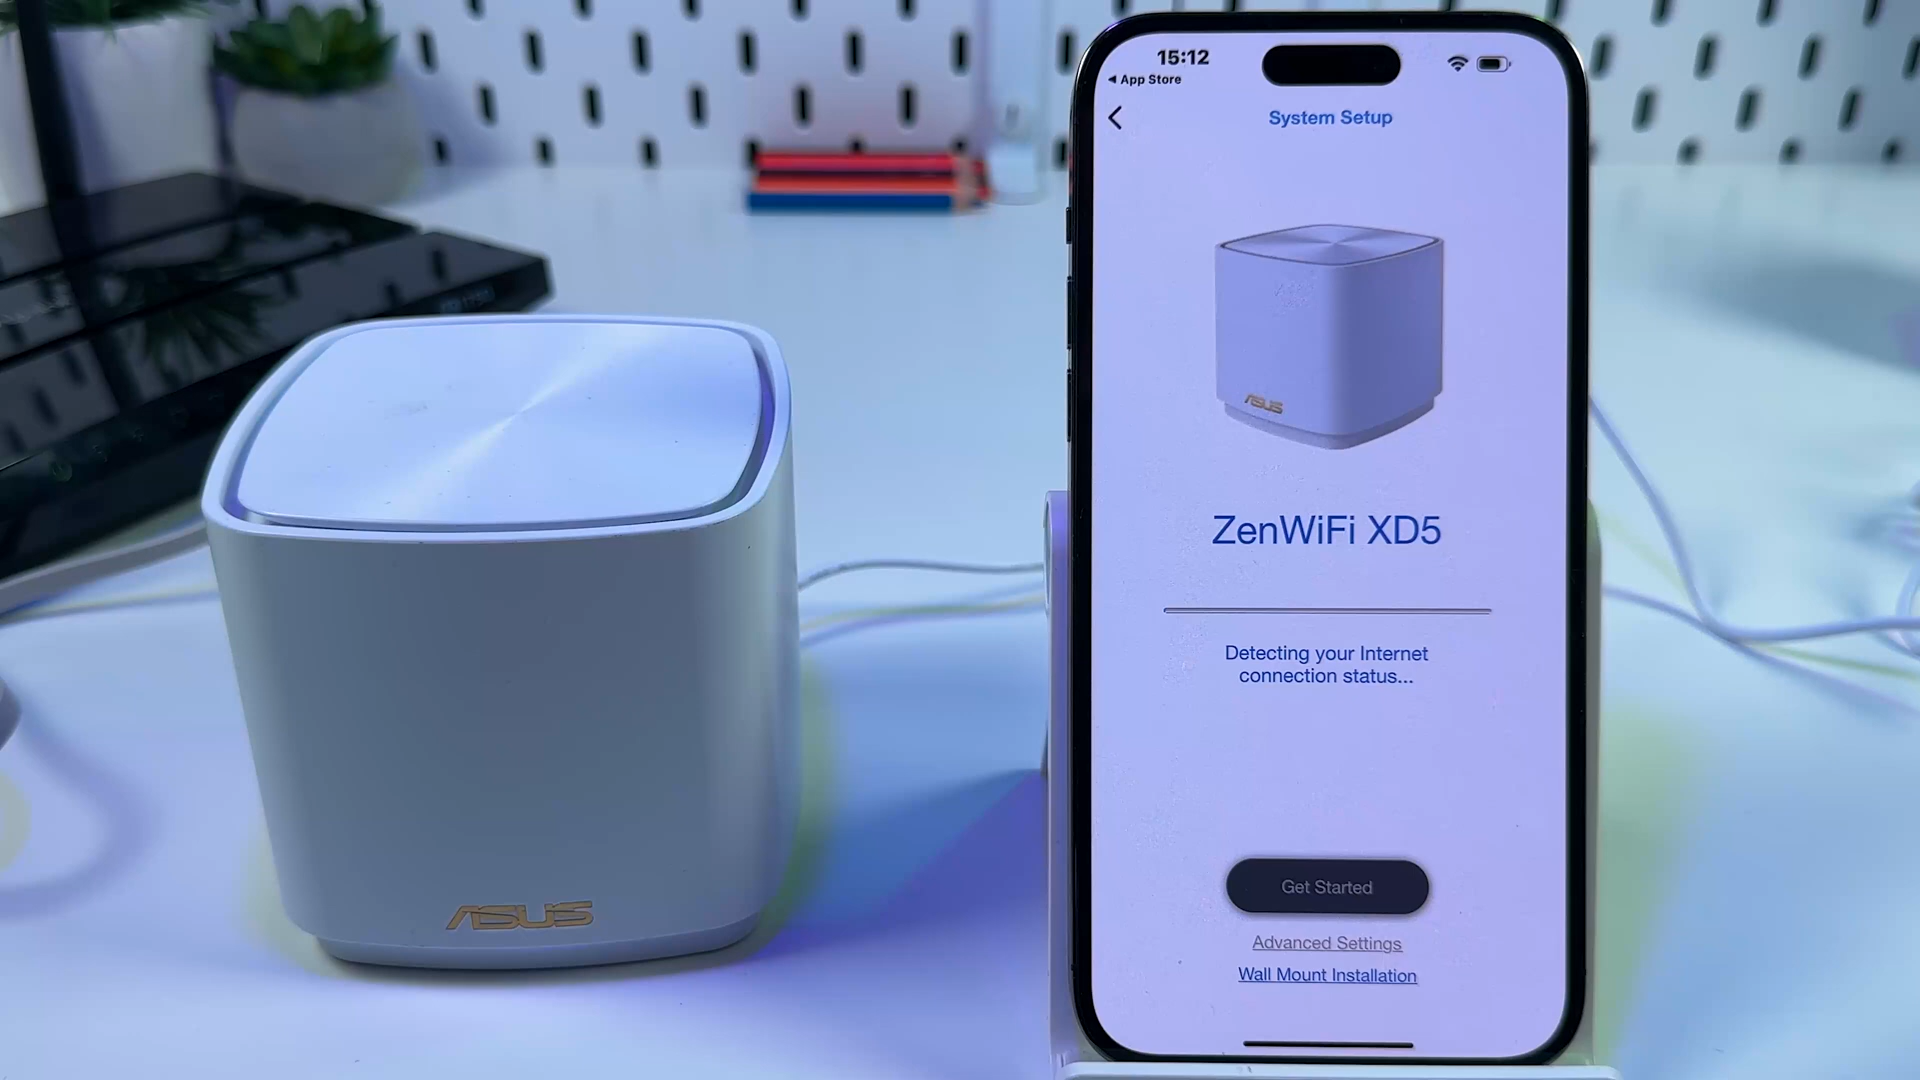 15:12
◀ App Store
System Setup
ASUS
ZenWiFi XD5
Detecting your Internet
connection status...
Get Started
Advanced Settings
Wall Mount Installation
ASUS